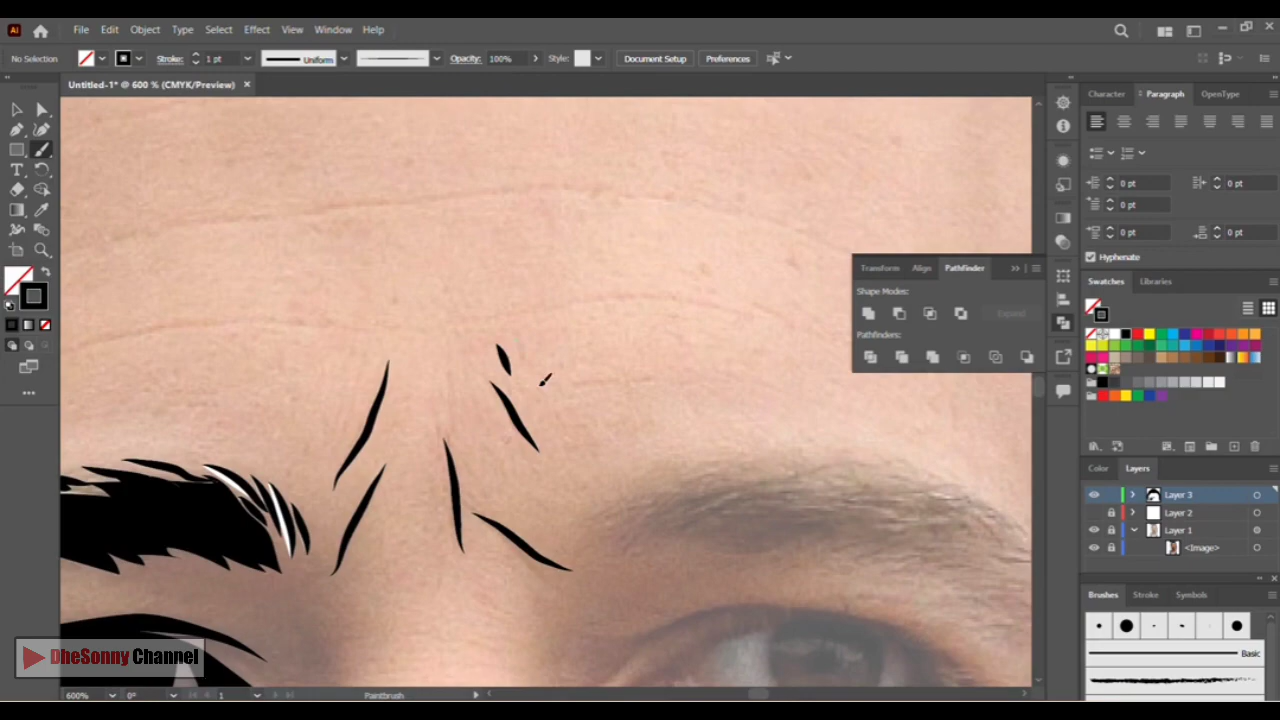 Ai File Edit Object Type Select Effect View Window Help
No Selection Stroke: 1 pt Uniform Opacity: 100% Style: Document Setup Preferences
Untitled-1* @ 600 % (CMYK/Preview) ×
Character Paragraph OpenType
0 pt 0 pt
0 pt
0 pt 0 pt
Hyphenate
Transform Align Pathfinder
Shape Modes:
Expand
Pathfinders:
Swatches Libraries
Color Layers
Layer 3
Layer 2
Layer 1
<Image>
Brushes Stroke Symbols
Basic
DheSonny Channel
600% 0° 1 Paintbrush